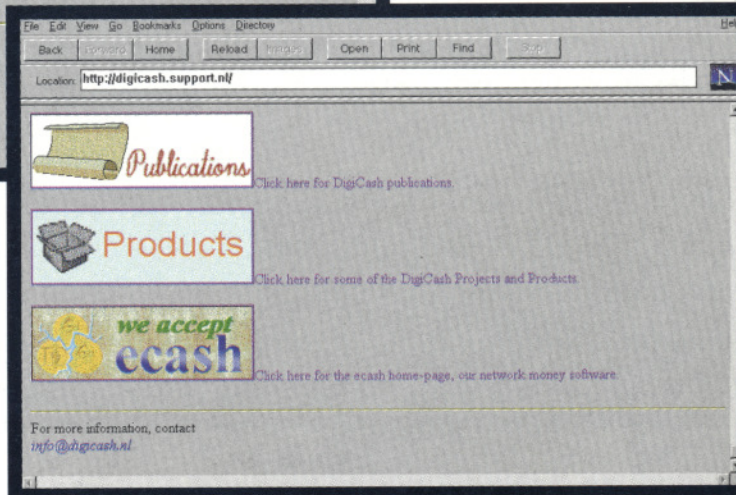 File Edit View Go Bookmarks Options Directory Help
Back Forward Home Reload Images Open Print Find Stop
Location: http://digicash.support.nl/
N
Publications
Click here for DigiCash publications.
Products
Click here for some of the DigiCash Projects and Products.
we accept
ecash
Click here for the ecash home-page, our network money software.
For more information, contact
info@digicash.nl